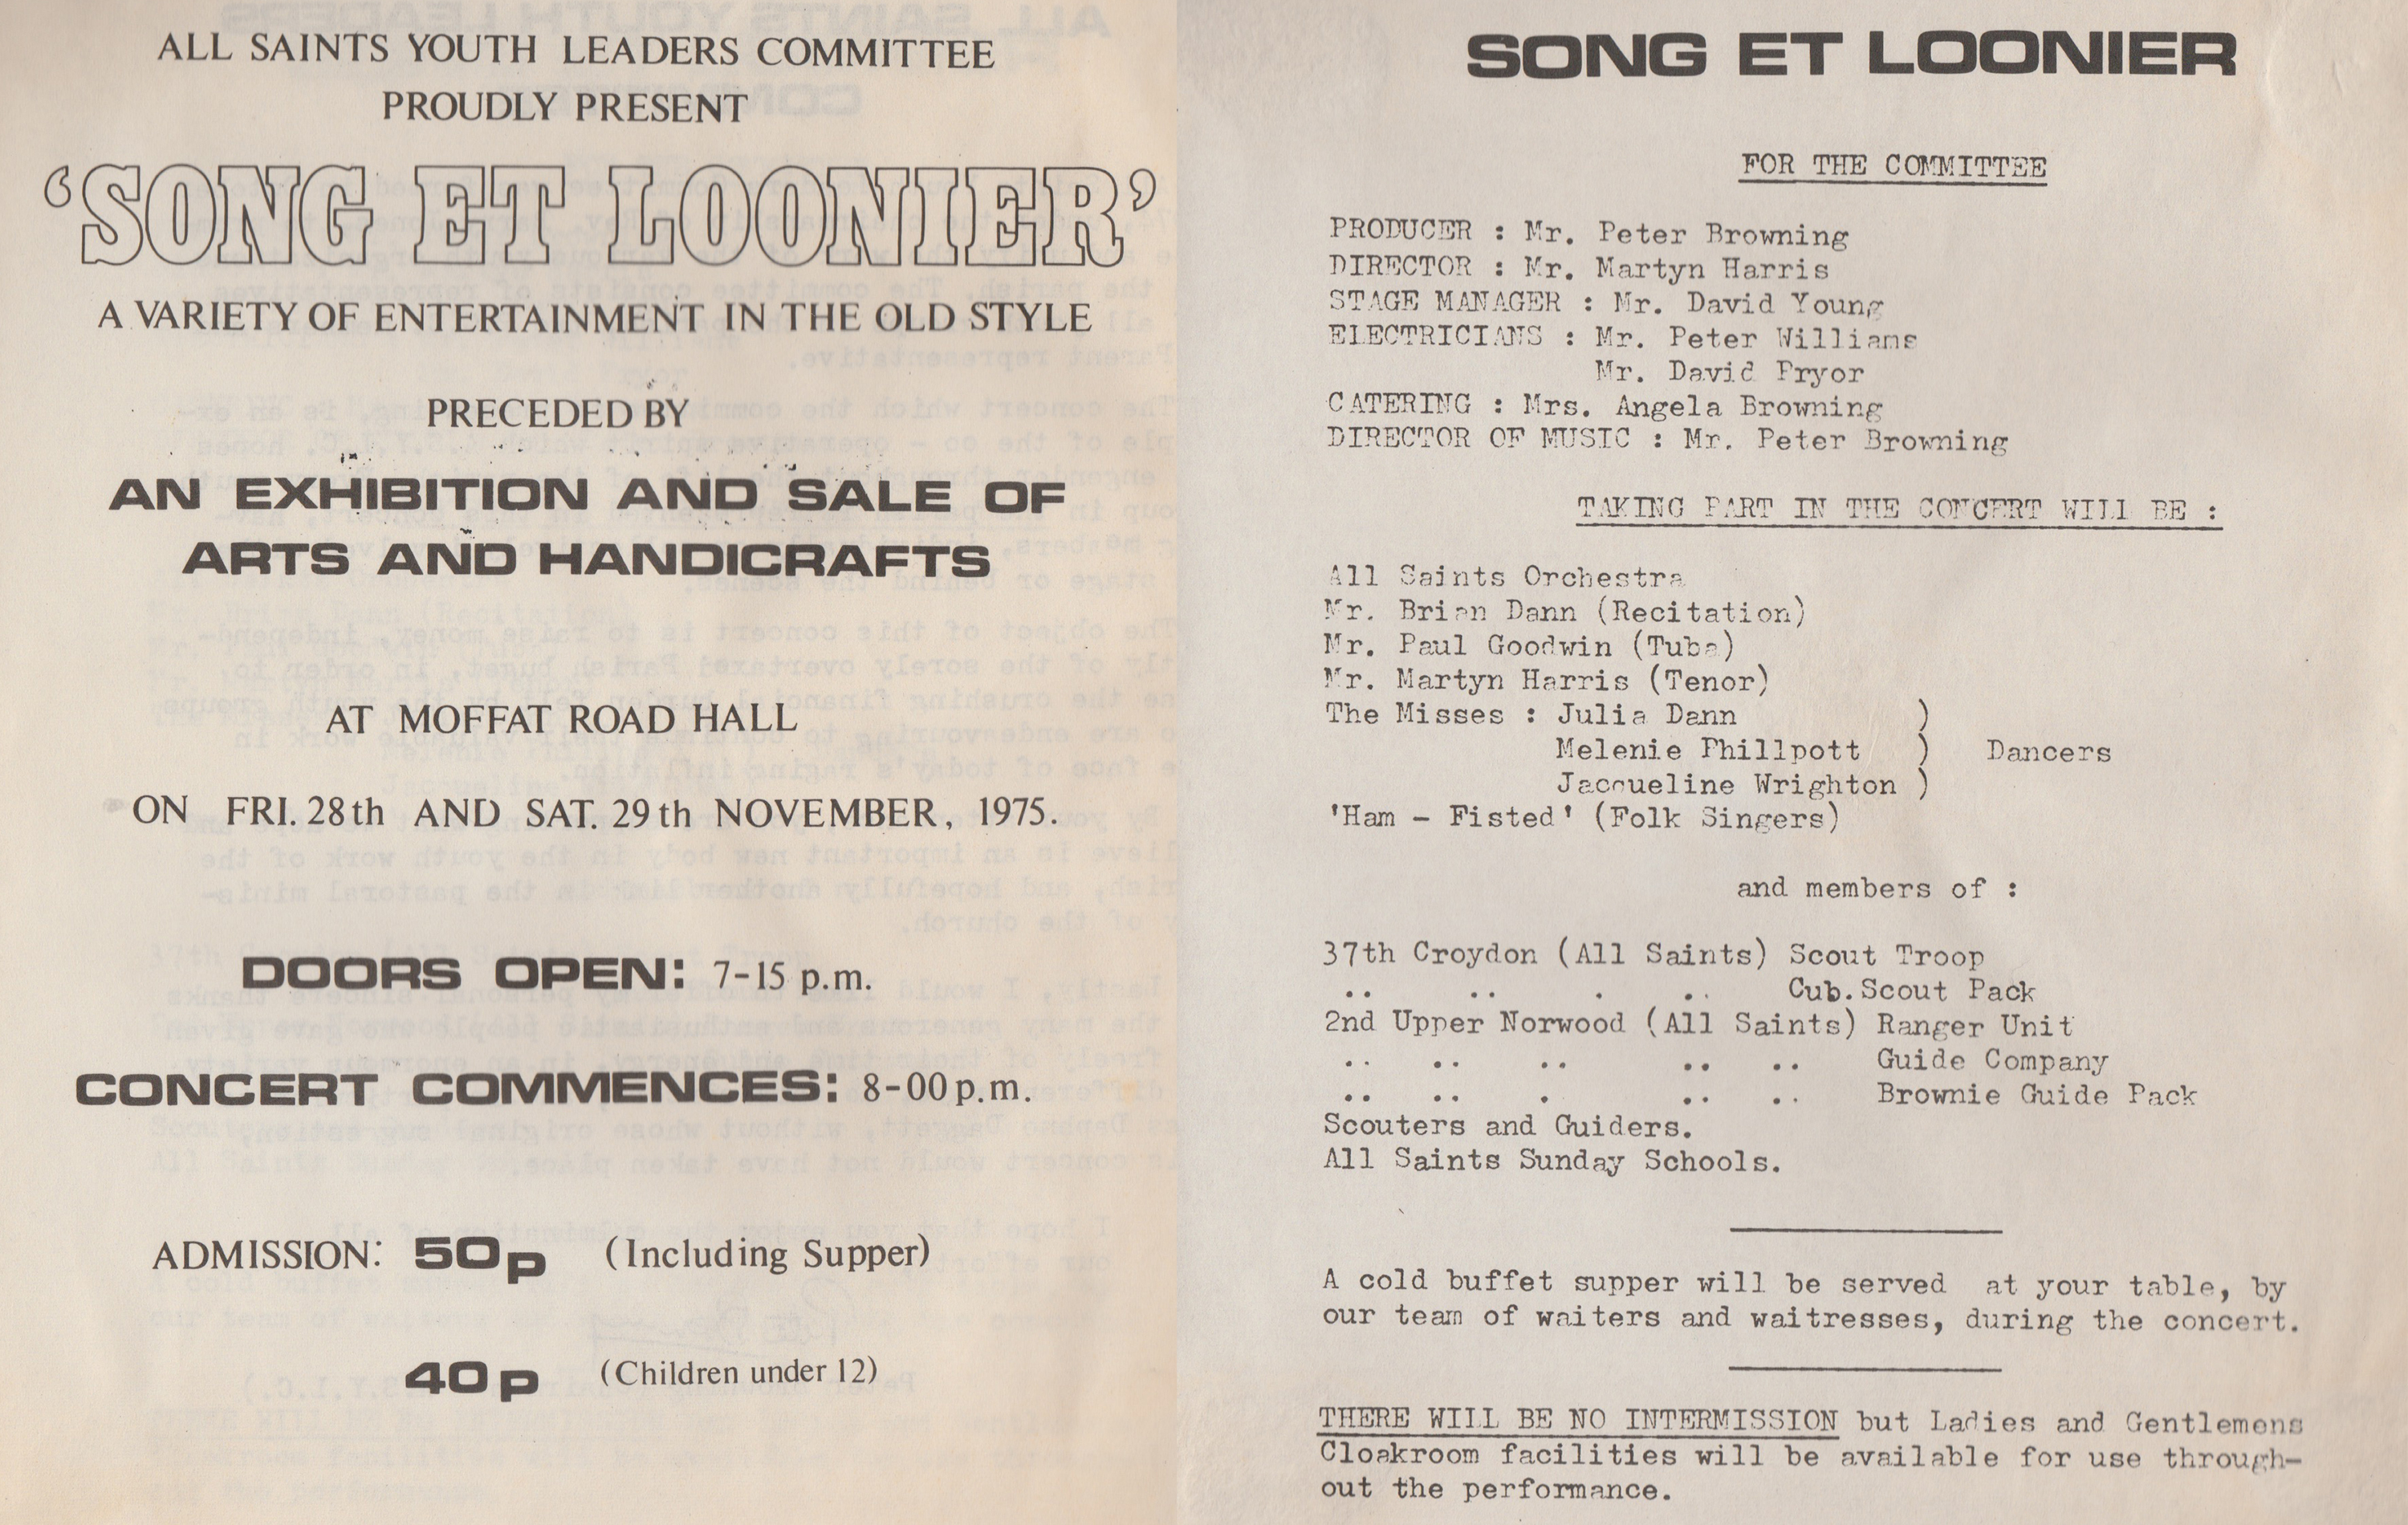 ALL SAINTS YOUTH LEADERS COMMITTEE
PROUDLY PRESENT
‘SONG ET LOONIER’
A VARIETY OF ENTERTAINMENT IN THE OLD STYLE
PRECEDED BY
AN EXHIBITION AND SALE OF
ARTS AND HANDICRAFTS
AT MOFFAT ROAD HALL
ON FRI. 28th AND SAT. 29th NOVEMBER, 1975.
DOORS OPEN: 7-15 p.m.
CONCERT COMMENCES: 8-00 p.m.
ADMISSION: 50p (Including Supper)
40p (Children under 12)
SONG ET LOONIER
FOR THE COMMITTEE
PRODUCER : Mr. Peter Browning
DIRECTOR : Mr. Martyn Harris
STAGE MANAGER : Mr. David Young
ELECTRICIANS : Mr. Peter Williams
Mr. David Pryor
CATERING : Mrs. Angela Browning
DIRECTOR OF MUSIC : Mr. Peter Browning
TAKING PART IN THE CONCERT WILL BE :
All Saints Orchestra
Mr. Brian Dann (Recitation)
Mr. Paul Goodwin (Tuba)
Mr. Martyn Harris (Tenor)
The Misses : Julia Dann )
Melenie Phillpott ) Dancers
Jacqueline Wrighton )
'Ham - Fisted' (Folk Singers)
and members of :
37th Croydon (All Saints) Scout Troop
.. .. . .. Cub.Scout Pack
2nd Upper Norwood (All Saints) Ranger Unit
.. .. .. .. .. Guide Company
.. .. . .. .. Brownie Guide Pack
Scouters and Guiders.
All Saints Sunday Schools.
A cold buffet supper will be served at your table, by
our team of waiters and waitresses, during the concert.
THERE WILL BE NO INTERMISSION but Ladies and Gentlemens
Cloakroom facilities will be available for use through-
out the performance.